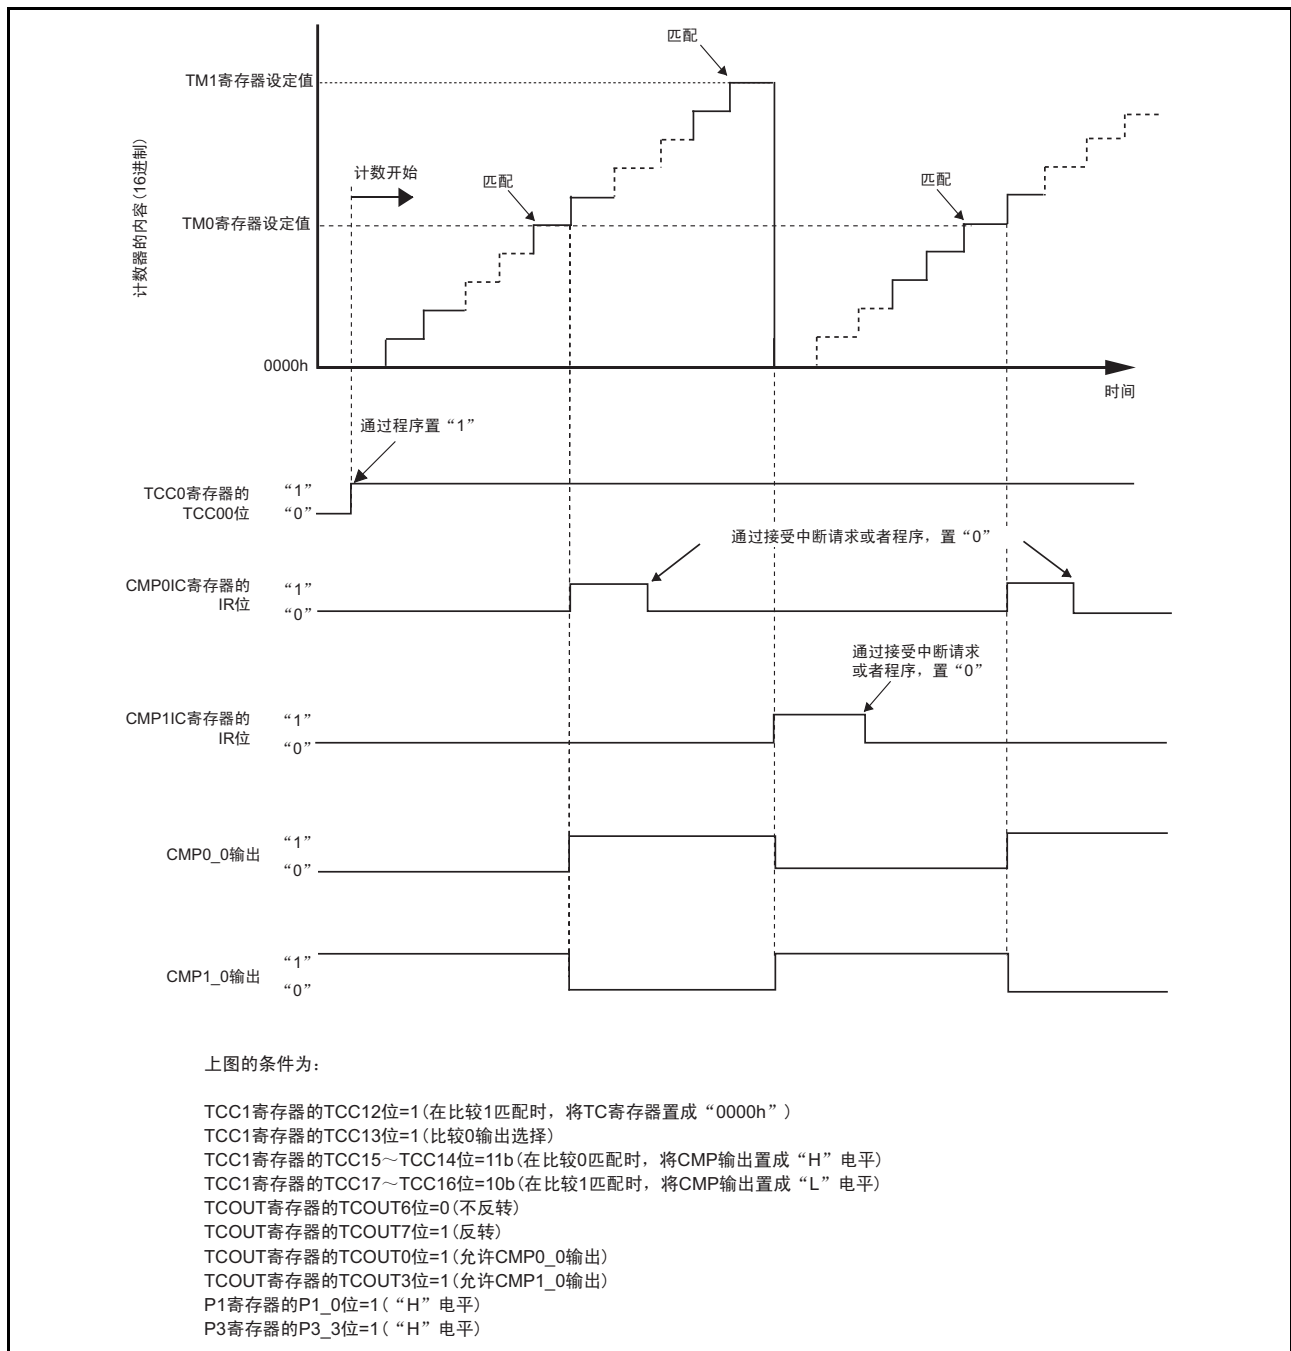 匹配
TM1寄存器设定值
计数器的内容(16进制)
计数开始
匹配
匹配
TM0寄存器设定值
0000h
时间
通过程序置“1”
TCC0寄存器的
TCC00位
“1”
“0”
通过接受中断请求或者程序，置“0”
CMP0IC寄存器的
IR位
“1”
“0”
通过接受中断请求
或者程序，置“0”
CMP1IC寄存器的
IR位
“1”
“0”
CMP0_0输出
“1”
“0”
CMP1_0输出
“1”
“0”
上图的条件为：
TCC1寄存器的TCC12位=1(在比较1匹配时，将TC寄存器置成“0000h”)
TCC1寄存器的TCC13位=1(比较0输出选择)
TCC1寄存器的TCC15～TCC14位=11b(在比较0匹配时，将CMP输出置成“H”电平)
TCC1寄存器的TCC17～TCC16位=10b(在比较1匹配时，将CMP输出置成“L”电平)
TCOUT寄存器的TCOUT6位=0(不反转)
TCOUT寄存器的TCOUT7位=1(反转)
TCOUT寄存器的TCOUT0位=1(允许CMP0_0输出)
TCOUT寄存器的TCOUT3位=1(允许CMP1_0输出)
P1寄存器的P1_0位=1(“H”电平)
P3寄存器的P3_3位=1(“H”电平)